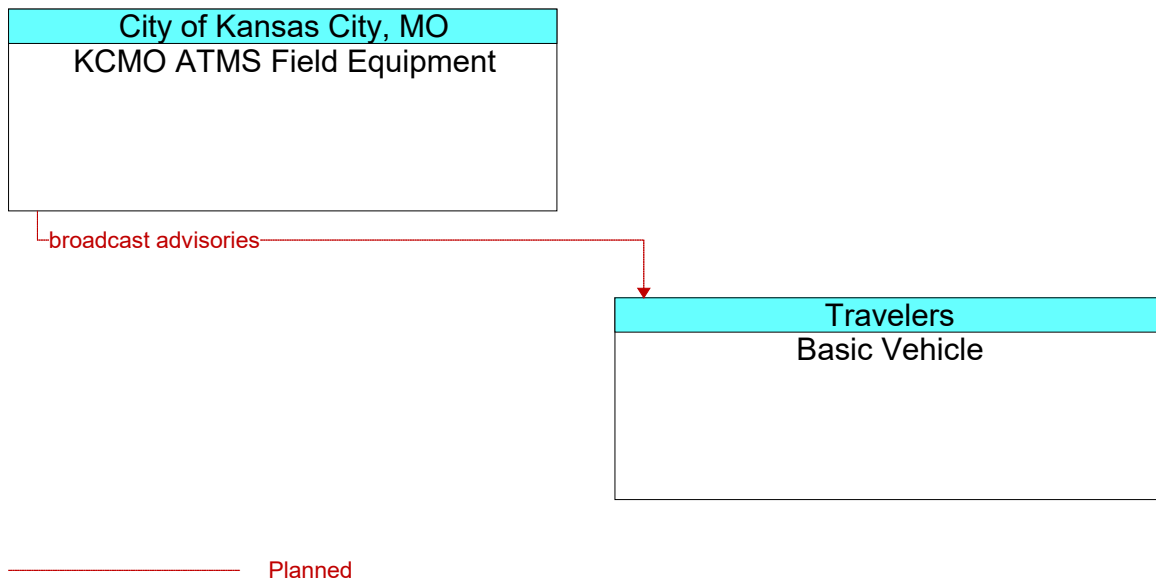 City of Kansas City, MO
KCMO ATMS Field Equipment
broadcast advisories
Travelers
Basic Vehicle
Planned